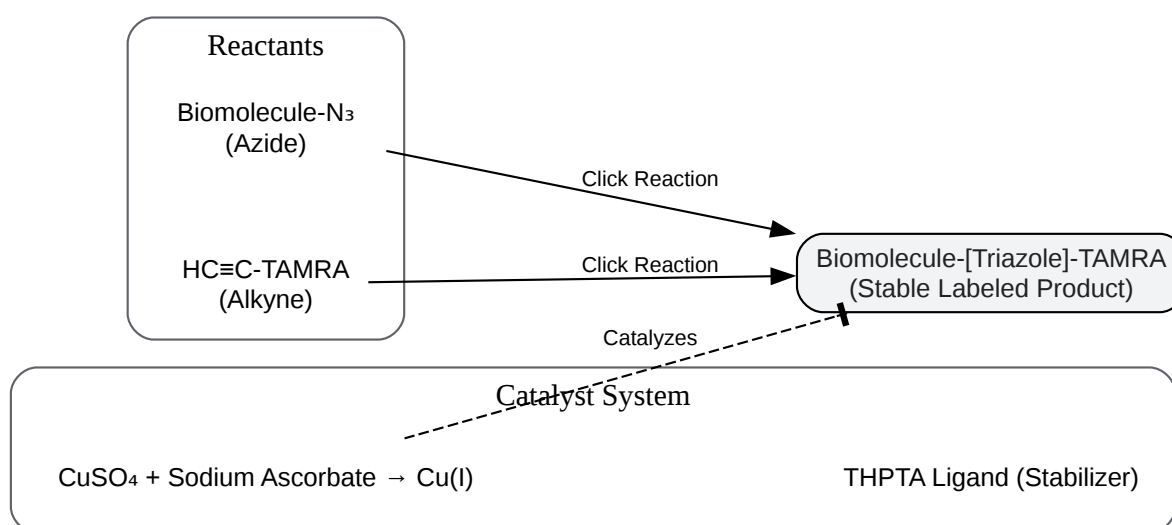 Reactants
Biomolecule-N₃
(Azide)
Click Reaction
HC≡C-TAMRA
(Alkyne)
Click Reaction
Biomolecule-[Triazole]-TAMRA
(Stable Labeled Product)
Catalyzes
Catalyst System
CuSO₄ + Sodium Ascorbate → Cu(I)
THPTA Ligand (Stabilizer)